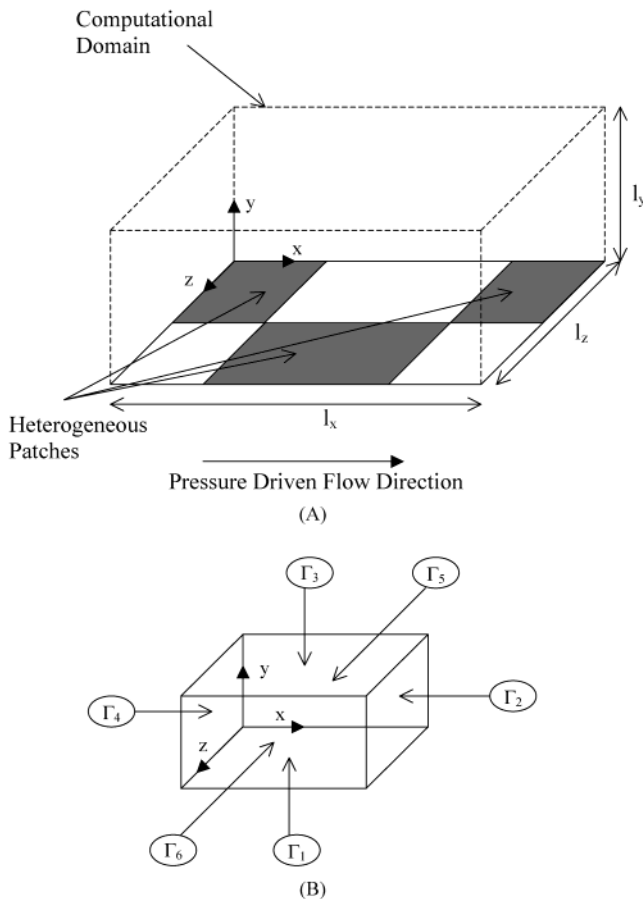 Computational
Domain
y
x
z
l_y
l_z
l_x
Heterogeneous
Patches
Pressure Driven Flow Direction
(A)
Γ₃
Γ₅
y
Γ₄
x
Γ₂
z
Γ₆
Γ₁
(B)